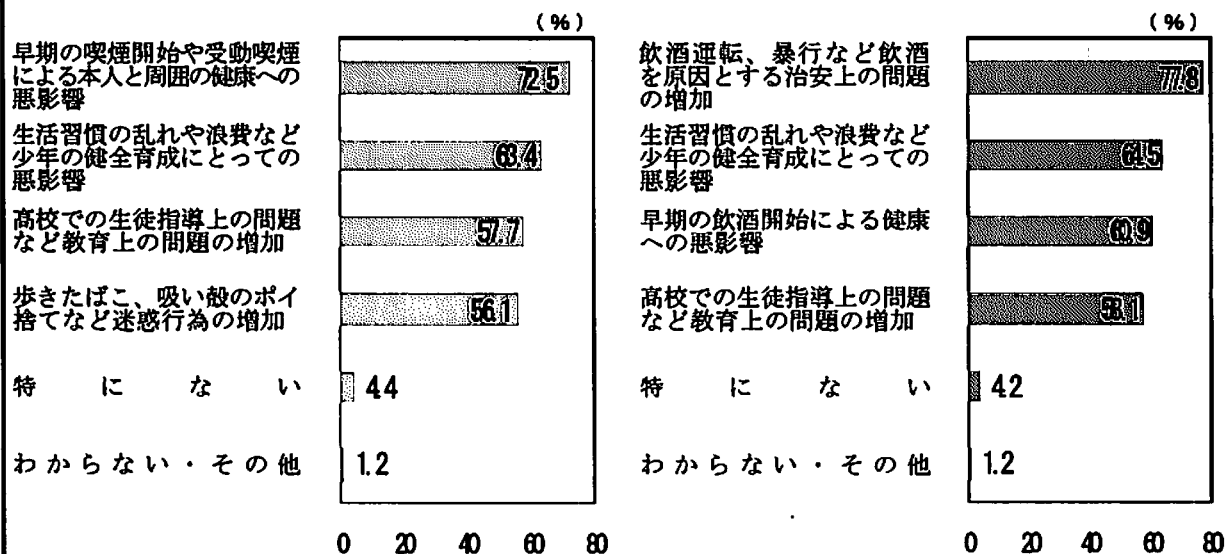 (%)
早期の喫煙開始や受動喫煙
による本人と周囲の健康への
悪影響
72.5
生活習慣の乱れや浪費など
少年の健全育成にとっての
悪影響
63.4
高校での生徒指導上の問題
など教育上の問題の増加
57.7
歩きたばこ、吸い殻のポイ
捨てなど迷惑行為の増加
56.1
特にない
4.4
わからない・その他
1.2
0 20 40 60 80
(%)
飲酒運転、暴行など飲酒
を原因とする治安上の問題
の増加
77.8
生活習慣の乱れや浪費など
少年の健全育成にとっての
悪影響
64.5
早期の飲酒開始による健康
への悪影響
60.9
高校での生徒指導上の問題
など教育上の問題の増加
58.1
特にない
4.2
わからない・その他
1.2
0 20 40 60 80